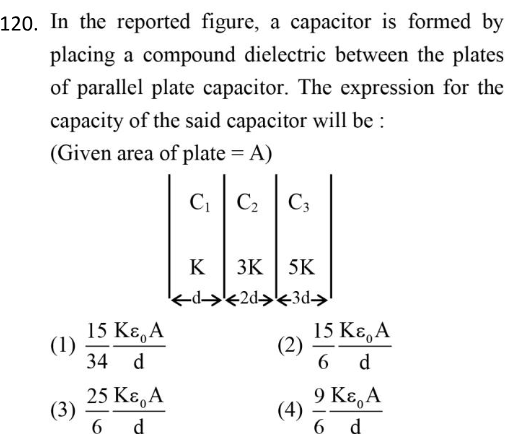 120. In the reported figure, a capacitor is formed by
placing a compound dielectric between the plates
of parallel plate capacitor. The expression for the
capacity of the said capacitor will be :
(Given area of plate = A)
C₁ C₂ C₃
K 3K 5K
←d→←2d→←3d→
(1) 15/34 Kε₀A/d (2) 15/6 Kε₀A/d
(3) 25/6 Kε₀A/d (4) 9/6 Kε₀A/d